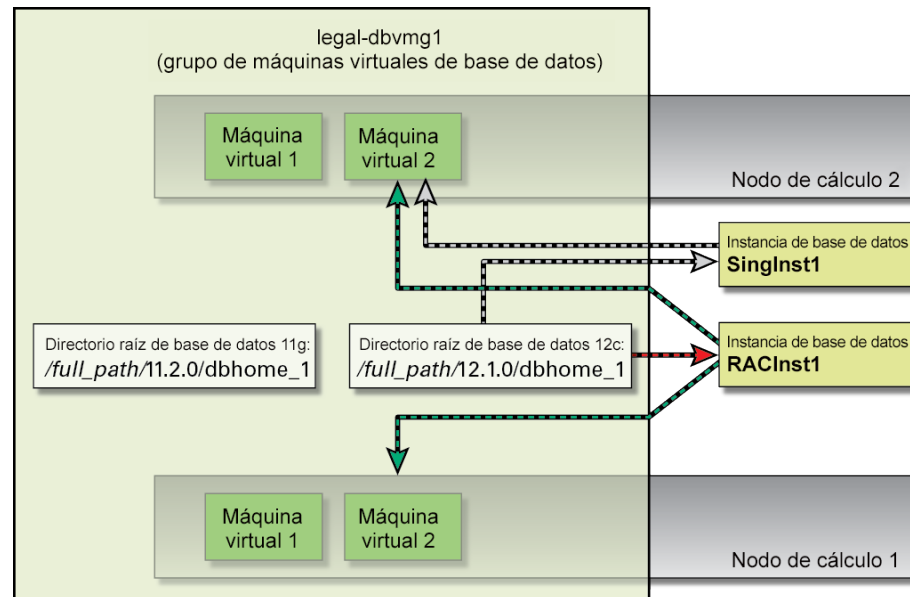 legal-dbvmg1
(grupo de máquinas virtuales de base de datos)
Máquina
virtual 1
Máquina
virtual 2
Nodo de cálculo 2
Instancia de base de datos
SingInst1
Directorio raíz de base de datos 11g:
/full_path/11.2.0/dbhome_1
Directorio raíz de base de datos 12c:
/full_path/12.1.0/dbhome_1
Instancia de base de datos
RACInst1
Máquina
virtual 1
Máquina
virtual 2
Nodo de cálculo 1